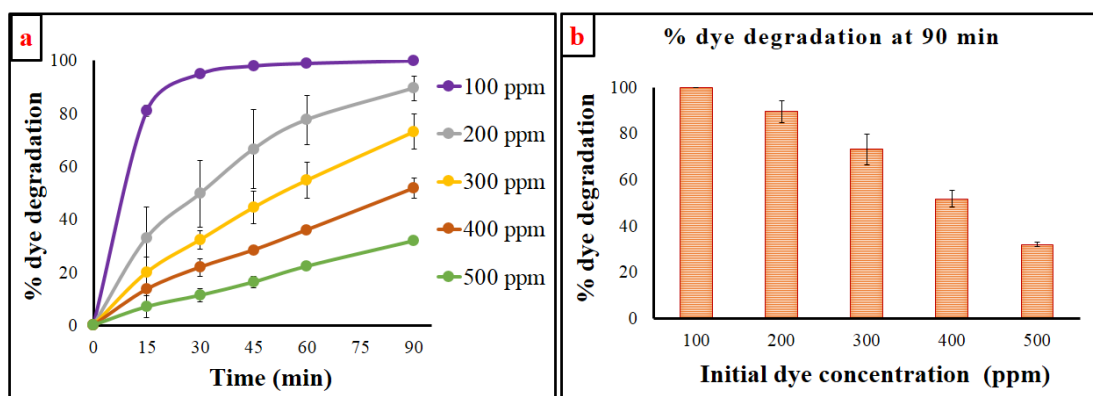 a
% dye degradation
100
80
60
40
20
0
0 15 30 45 60 75 90
Time (min)
100 ppm
200 ppm
300 ppm
400 ppm
500 ppm
b
% dye degradation at 90 min
% dye degradation
100
80
60
40
20
0
100 200 300 400 500
Initial dye concentration (ppm)